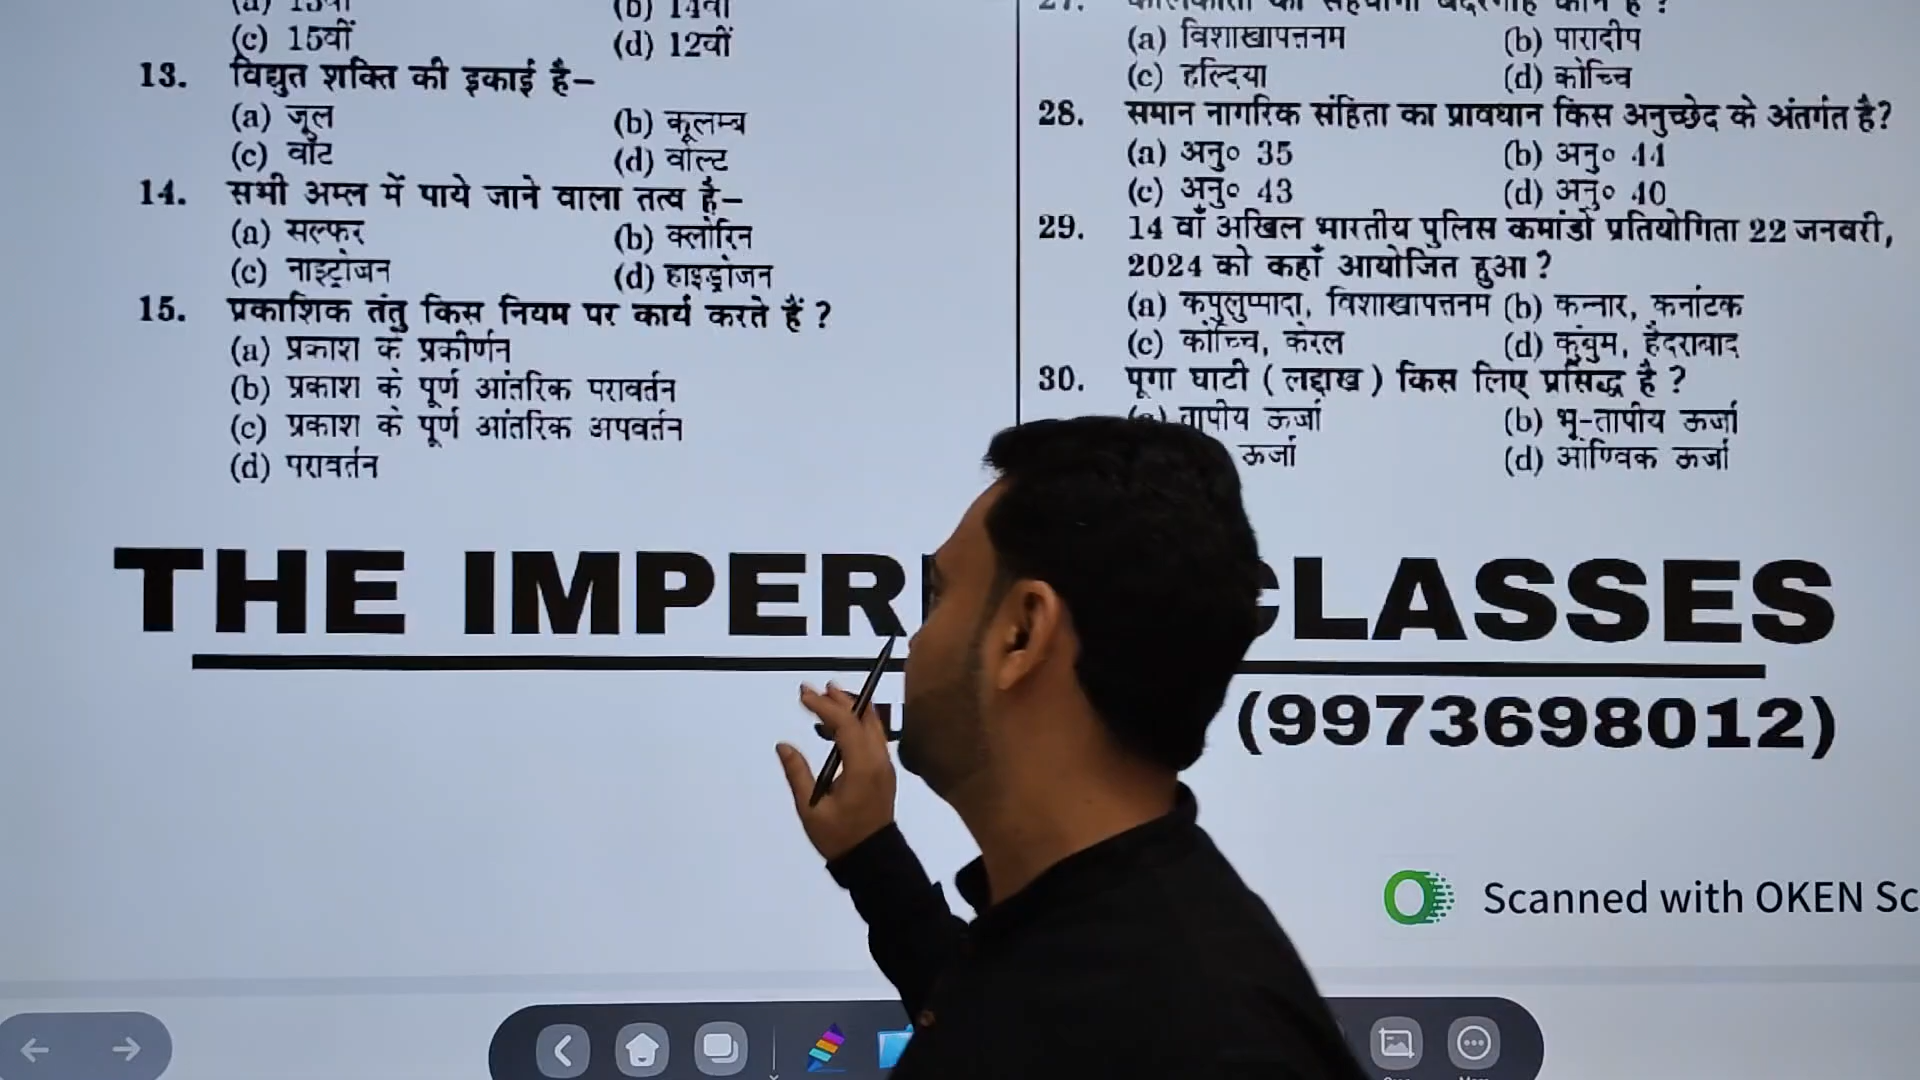 (c) 15वीं (d) 12वीं
13. विद्युत शक्ति की इकाई है–
(a) जूल (b) कूलम्ब
(c) वॉट (d) वोल्ट
14. सभी अम्ल में पाये जाने वाला तत्व है–
(a) सल्फर (b) क्लोरिन
(c) नाइट्रोजन (d) हाइड्रोजन
15. प्रकाशिक तंतु किस नियम पर कार्य करते हैं ?
(a) प्रकाश के प्रकीर्णन
(b) प्रकाश के पूर्ण आंतरिक परावर्तन
(c) प्रकाश के पूर्ण आंतरिक अपवर्तन
(d) परावर्तन
27.
(a) विशाखापत्तनम (b) पारादीप
(c) हल्दिया (d) कोच्चि
28. समान नागरिक संहिता का प्रावधान किस अनुच्छेद के अंतर्गत है?
(a) अनु० 35 (b) अनु० 44
(c) अनु० 43 (d) अनु० 40
29. 14 वाँ अखिल भारतीय पुलिस कमांडो प्रतियोगिता 22 जनवरी,
2024 को कहाँ आयोजित हुआ ?
(a) कपुलुप्पादा, विशाखापत्तनम (b) कन्नार, कर्नाटक
(c) कोच्चि, केरल (d) कुंबुम, हैदराबाद
30. पूगा घाटी ( लद्दाख ) किस लिए प्रसिद्ध है ?
तापीय ऊर्जा (b) भू-तापीय ऊर्जा
ऊर्जा (d) आण्विक ऊर्जा
THE CLASSES
(9973698012)
Scanned with OKEN